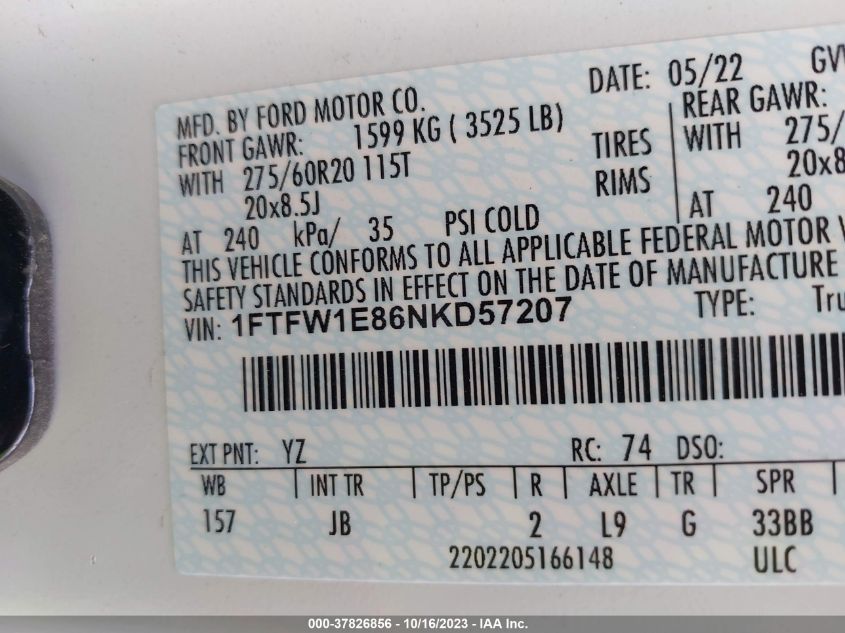 DATE: 05/22
MFD. BY FORD MOTOR CO.
FRONT GAWR: 1599 KG ( 3525 LB)
REAR GAWR:
WITH 275/60R20 115T TIRES WITH 275/
20x8.5J RIMS
AT 240 kPa/ 35 PSI COLD AT 240
THIS VEHICLE CONFORMS TO ALL APPLICABLE FEDERAL MOTOR
SAFETY STANDARDS IN EFFECT ON THE DATE OF MANUFACTURE
VIN: 1FTFW1E86NKD57207 TYPE:
EXT PNT: YZ RC: 74 DSO:
WB INT TR TP/PS R AXLE TR SPR
157 JB 2 L9 G 33BB
2202205166148 ULC
000-37826856 - 10/16/2023 - IAA Inc.